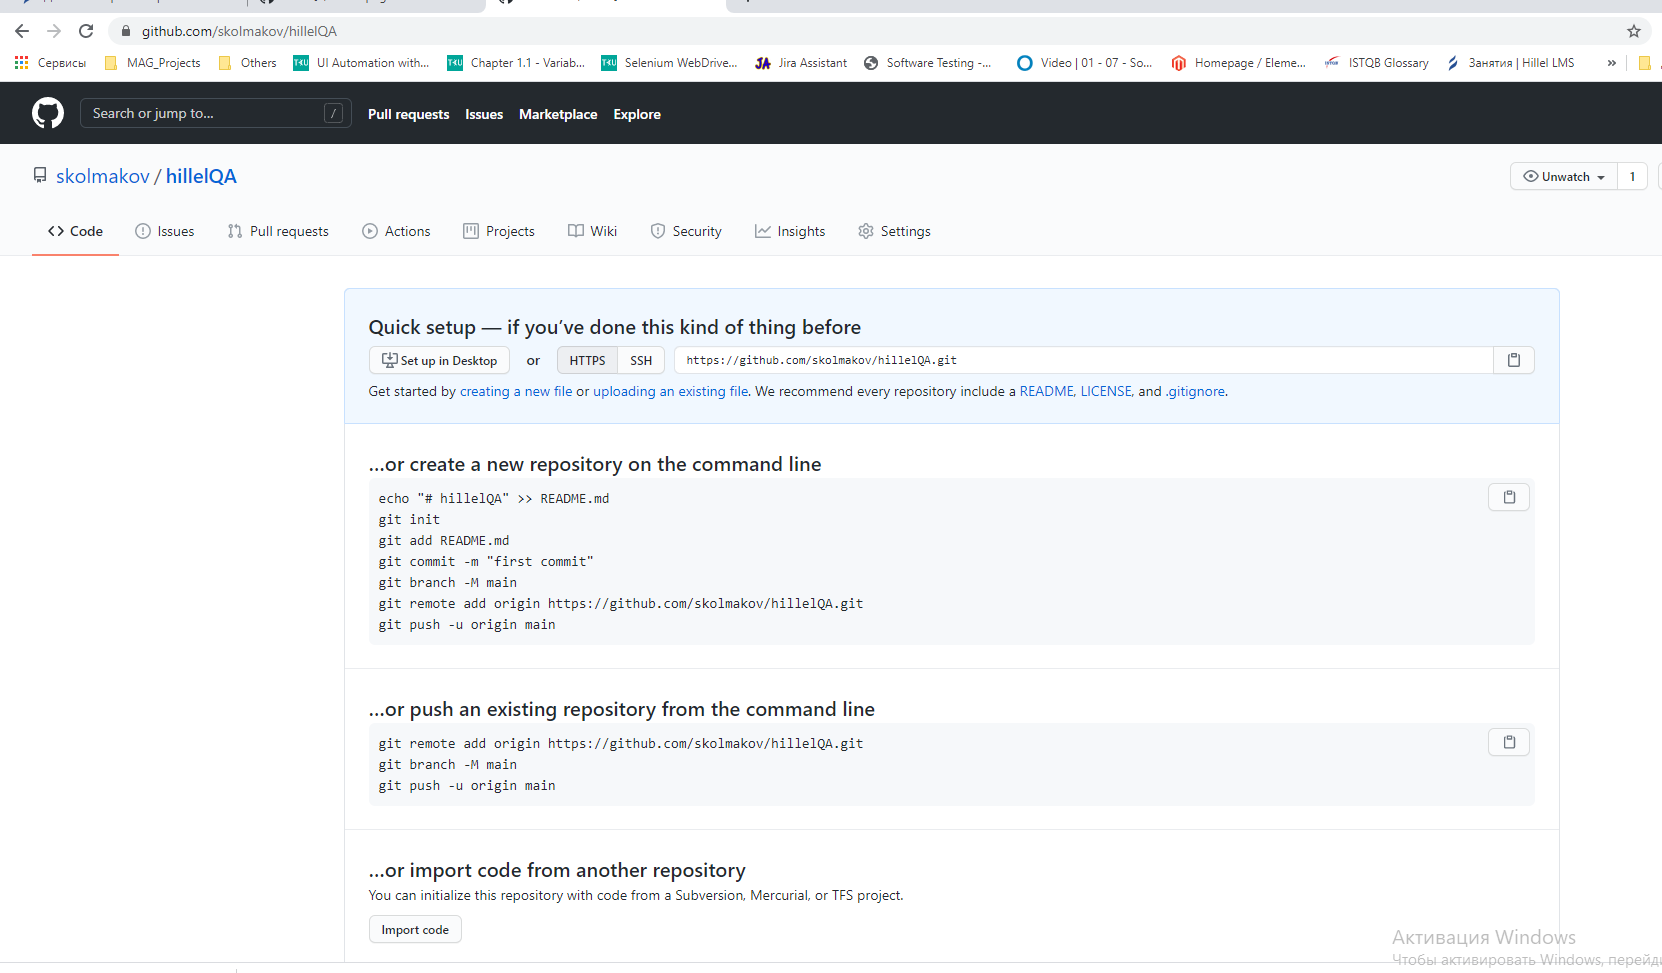 github.com/skolmakov/hillelQA
Сервисы MAG_Projects Others TKU UI Automation with... TKU Chapter 1.1 - Variab... TKU Selenium WebDrive... JA Jira Assistant Software Testing -... Video | 01 - 07 - So... Homepage / Eleme... ISTQB Glossary Занятия | Hillel LMS »
Search or jump to... / Pull requests Issues Marketplace Explore
skolmakov / hillelQA Unwatch 1
Code Issues Pull requests Actions Projects Wiki Security Insights Settings
Quick setup — if you’ve done this kind of thing before
Set up in Desktop or HTTPS SSH https://github.com/skolmakov/hillelQA.git
Get started by creating a new file or uploading an existing file. We recommend every repository include a README, LICENSE, and .gitignore.
…or create a new repository on the command line
echo "# hillelQA" >> README.md
git init
git add README.md
git commit -m "first commit"
git branch -M main
git remote add origin https://github.com/skolmakov/hillelQA.git
git push -u origin main
…or push an existing repository from the command line
git remote add origin https://github.com/skolmakov/hillelQA.git
git branch -M main
git push -u origin main
…or import code from another repository
You can initialize this repository with code from a Subversion, Mercurial, or TFS project.
Import code
Активация Windows
Чтобы активировать Windows, перейди